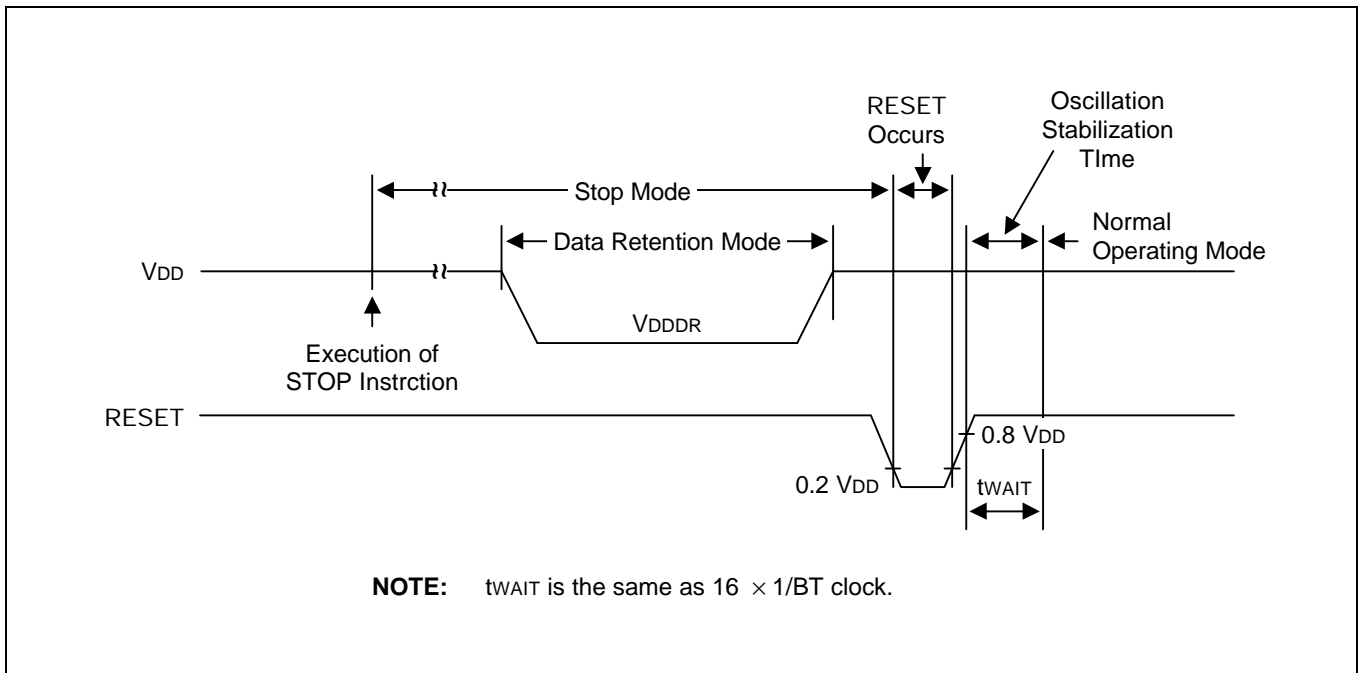 RESET
Occurs
Oscillation
Stabilization
TIme
Stop Mode
Data Retention Mode
Normal
Operating Mode
VDD
VDDDR
Execution of
STOP Instrction
RESET
0.8 VDD
0.2 VDD
tWAIT
NOTE: tWAIT is the same as 16 × 1/BT clock.